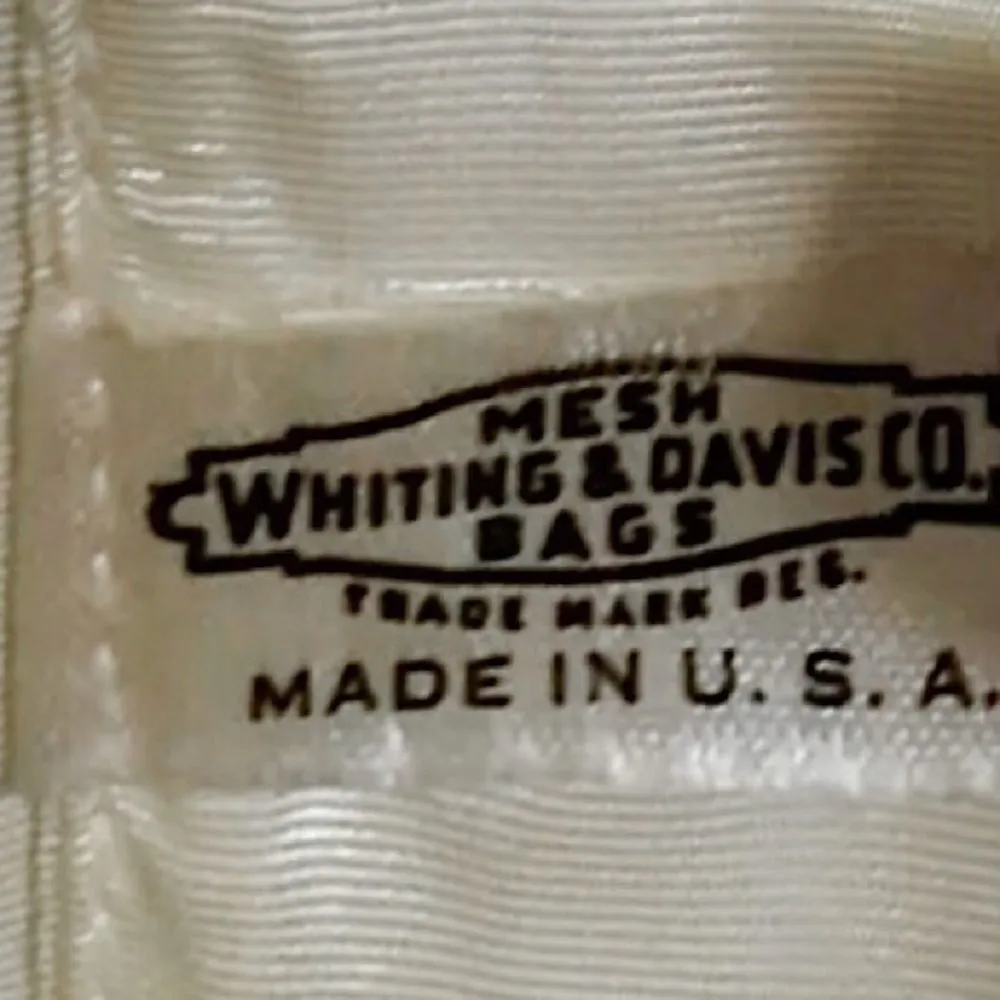 MESH
WHITING & DAVIS CO.
BAGS
TRADE MARK REG.
MADE IN U. S. A.